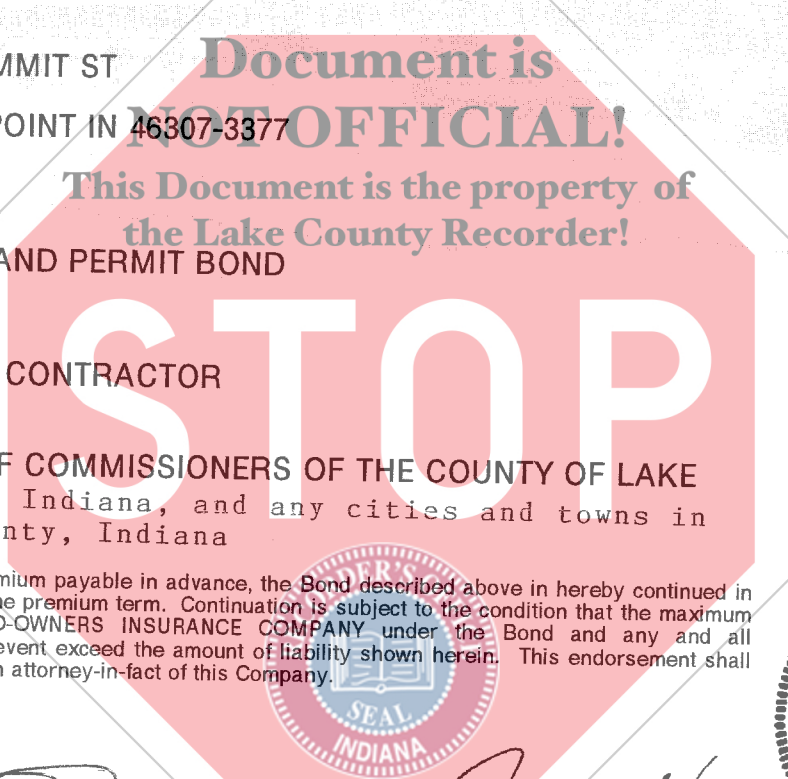 MMIT ST
Document is
POINT IN 46307-3377
NOT OFFICIAL!
This Document is the property of
the Lake County Recorder!
AND PERMIT BOND
STOP
CONTRACTOR
F COMMISSIONERS OF THE COUNTY OF LAKE
Indiana, and any cities and towns in
nty, Indiana
mium payable in advance, the Bond described above in hereby continued in
he premium term. Continuation is subject to the condition that the maximum
O-OWNERS INSURANCE COMPANY under the Bond and any and all
event exceed the amount of liability shown herein. This endorsement shall
n attorney-in-fact of this Company.
SEAL
INDIANA